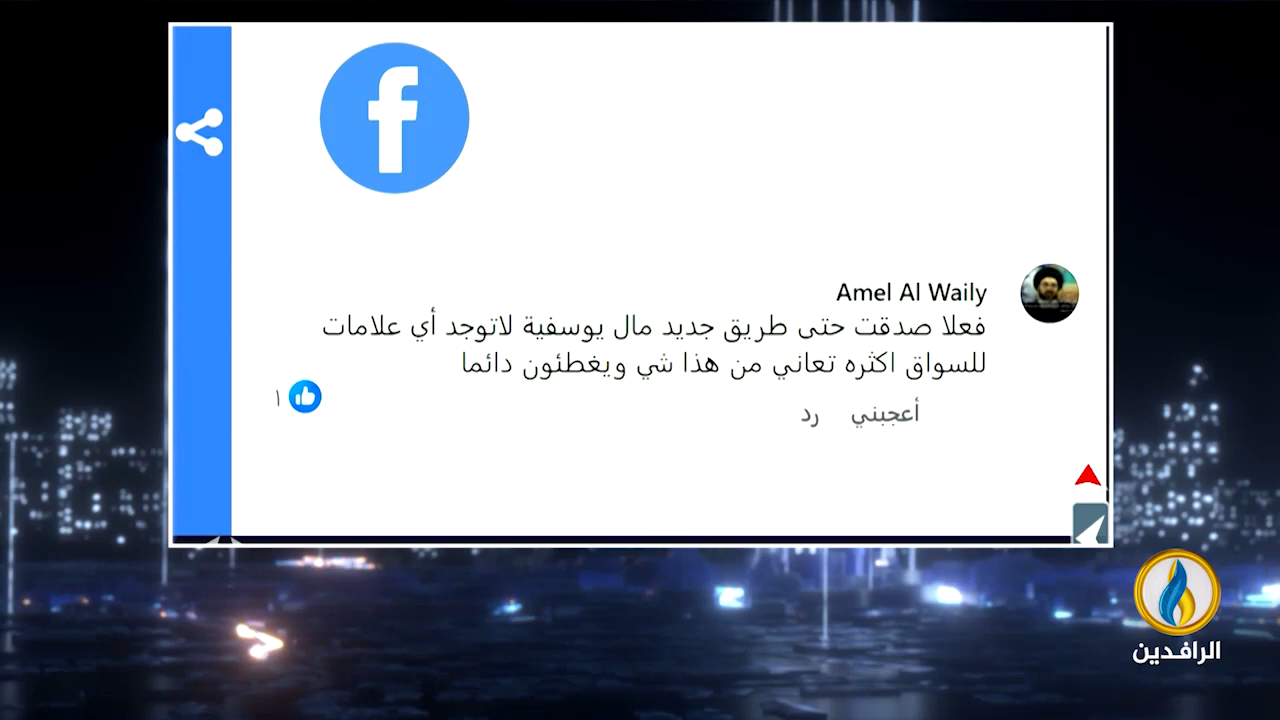 Amel Al Waily
فعلا صدقت حتى طريق جديد مال يوسفية لاتوجد أي علامات
للسواق اكثره تعاني من هذا شي ويغطئون دائما
١
أعجبني رد
الرافدين